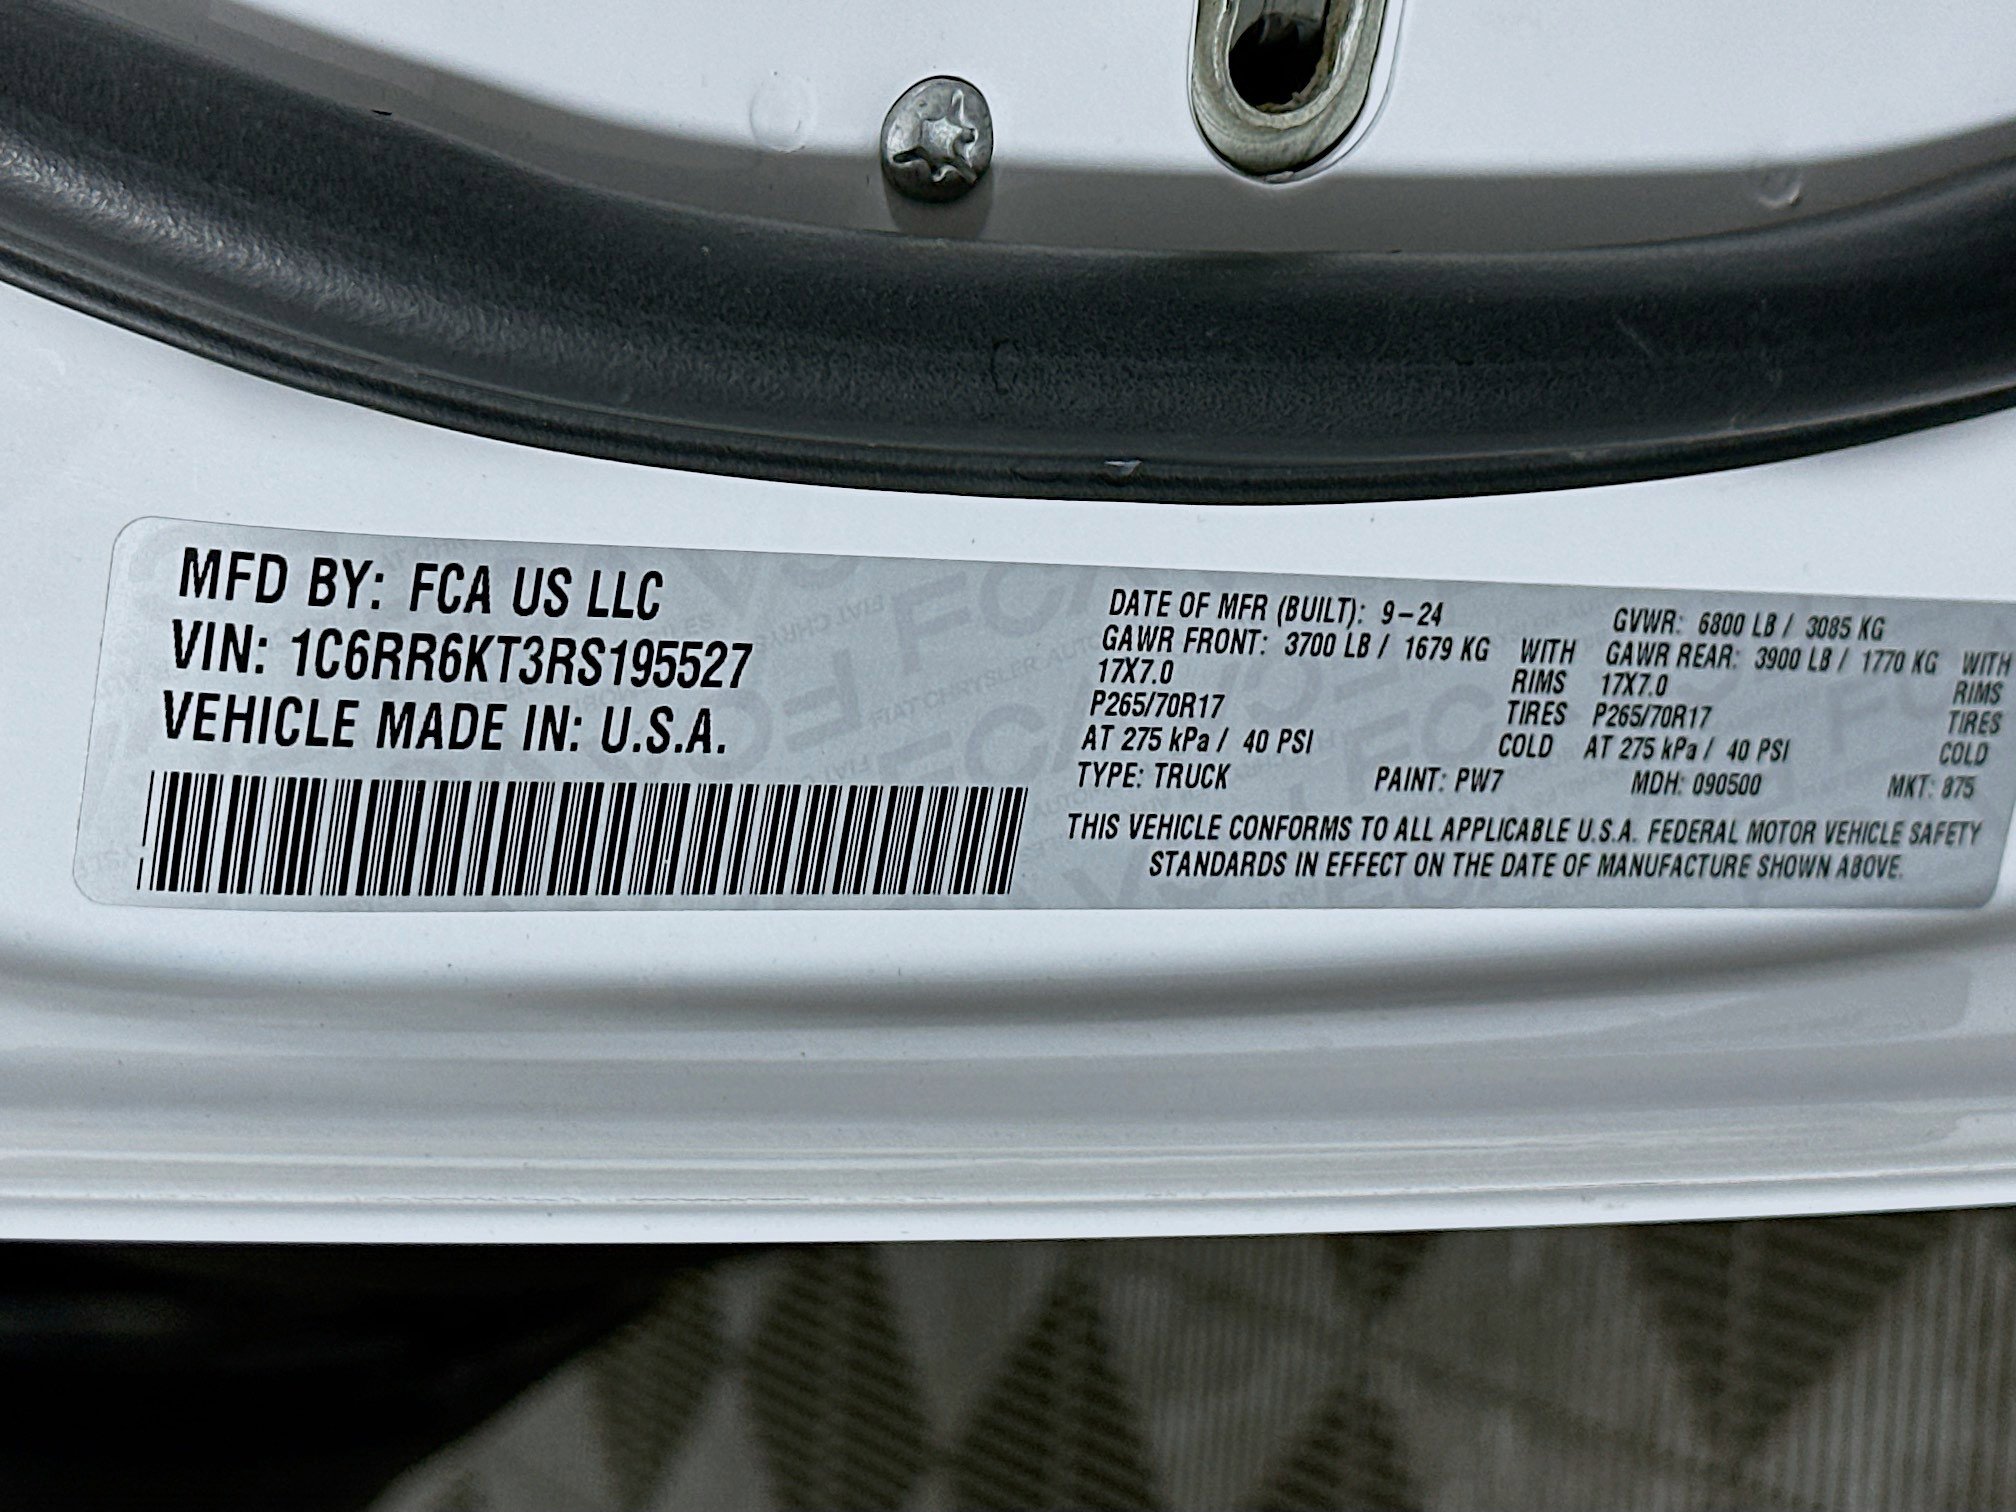 MFD BY: FCA US LLC
VIN: 1C6RR6KT3RS195527
VEHICLE MADE IN: U.S.A.
DATE OF MFR (BUILT): 9-24 GVWR: 6800 LB / 3085 KG
GAWR FRONT: 3700 LB / 1679 KG WITH GAWR REAR: 3900 LB / 1770 KG WITH
17X7.0 RIMS 17X7.0 RIMS
P265/70R17 TIRES P265/70R17 TIRES
AT 275 kPa / 40 PSI COLD AT 275 kPa / 40 PSI COLD
TYPE: TRUCK PAINT: PW7 MDH: 090500 MKT: 875
THIS VEHICLE CONFORMS TO ALL APPLICABLE U.S.A. FEDERAL MOTOR VEHICLE SAFETY
STANDARDS IN EFFECT ON THE DATE OF MANUFACTURE SHOWN ABOVE.